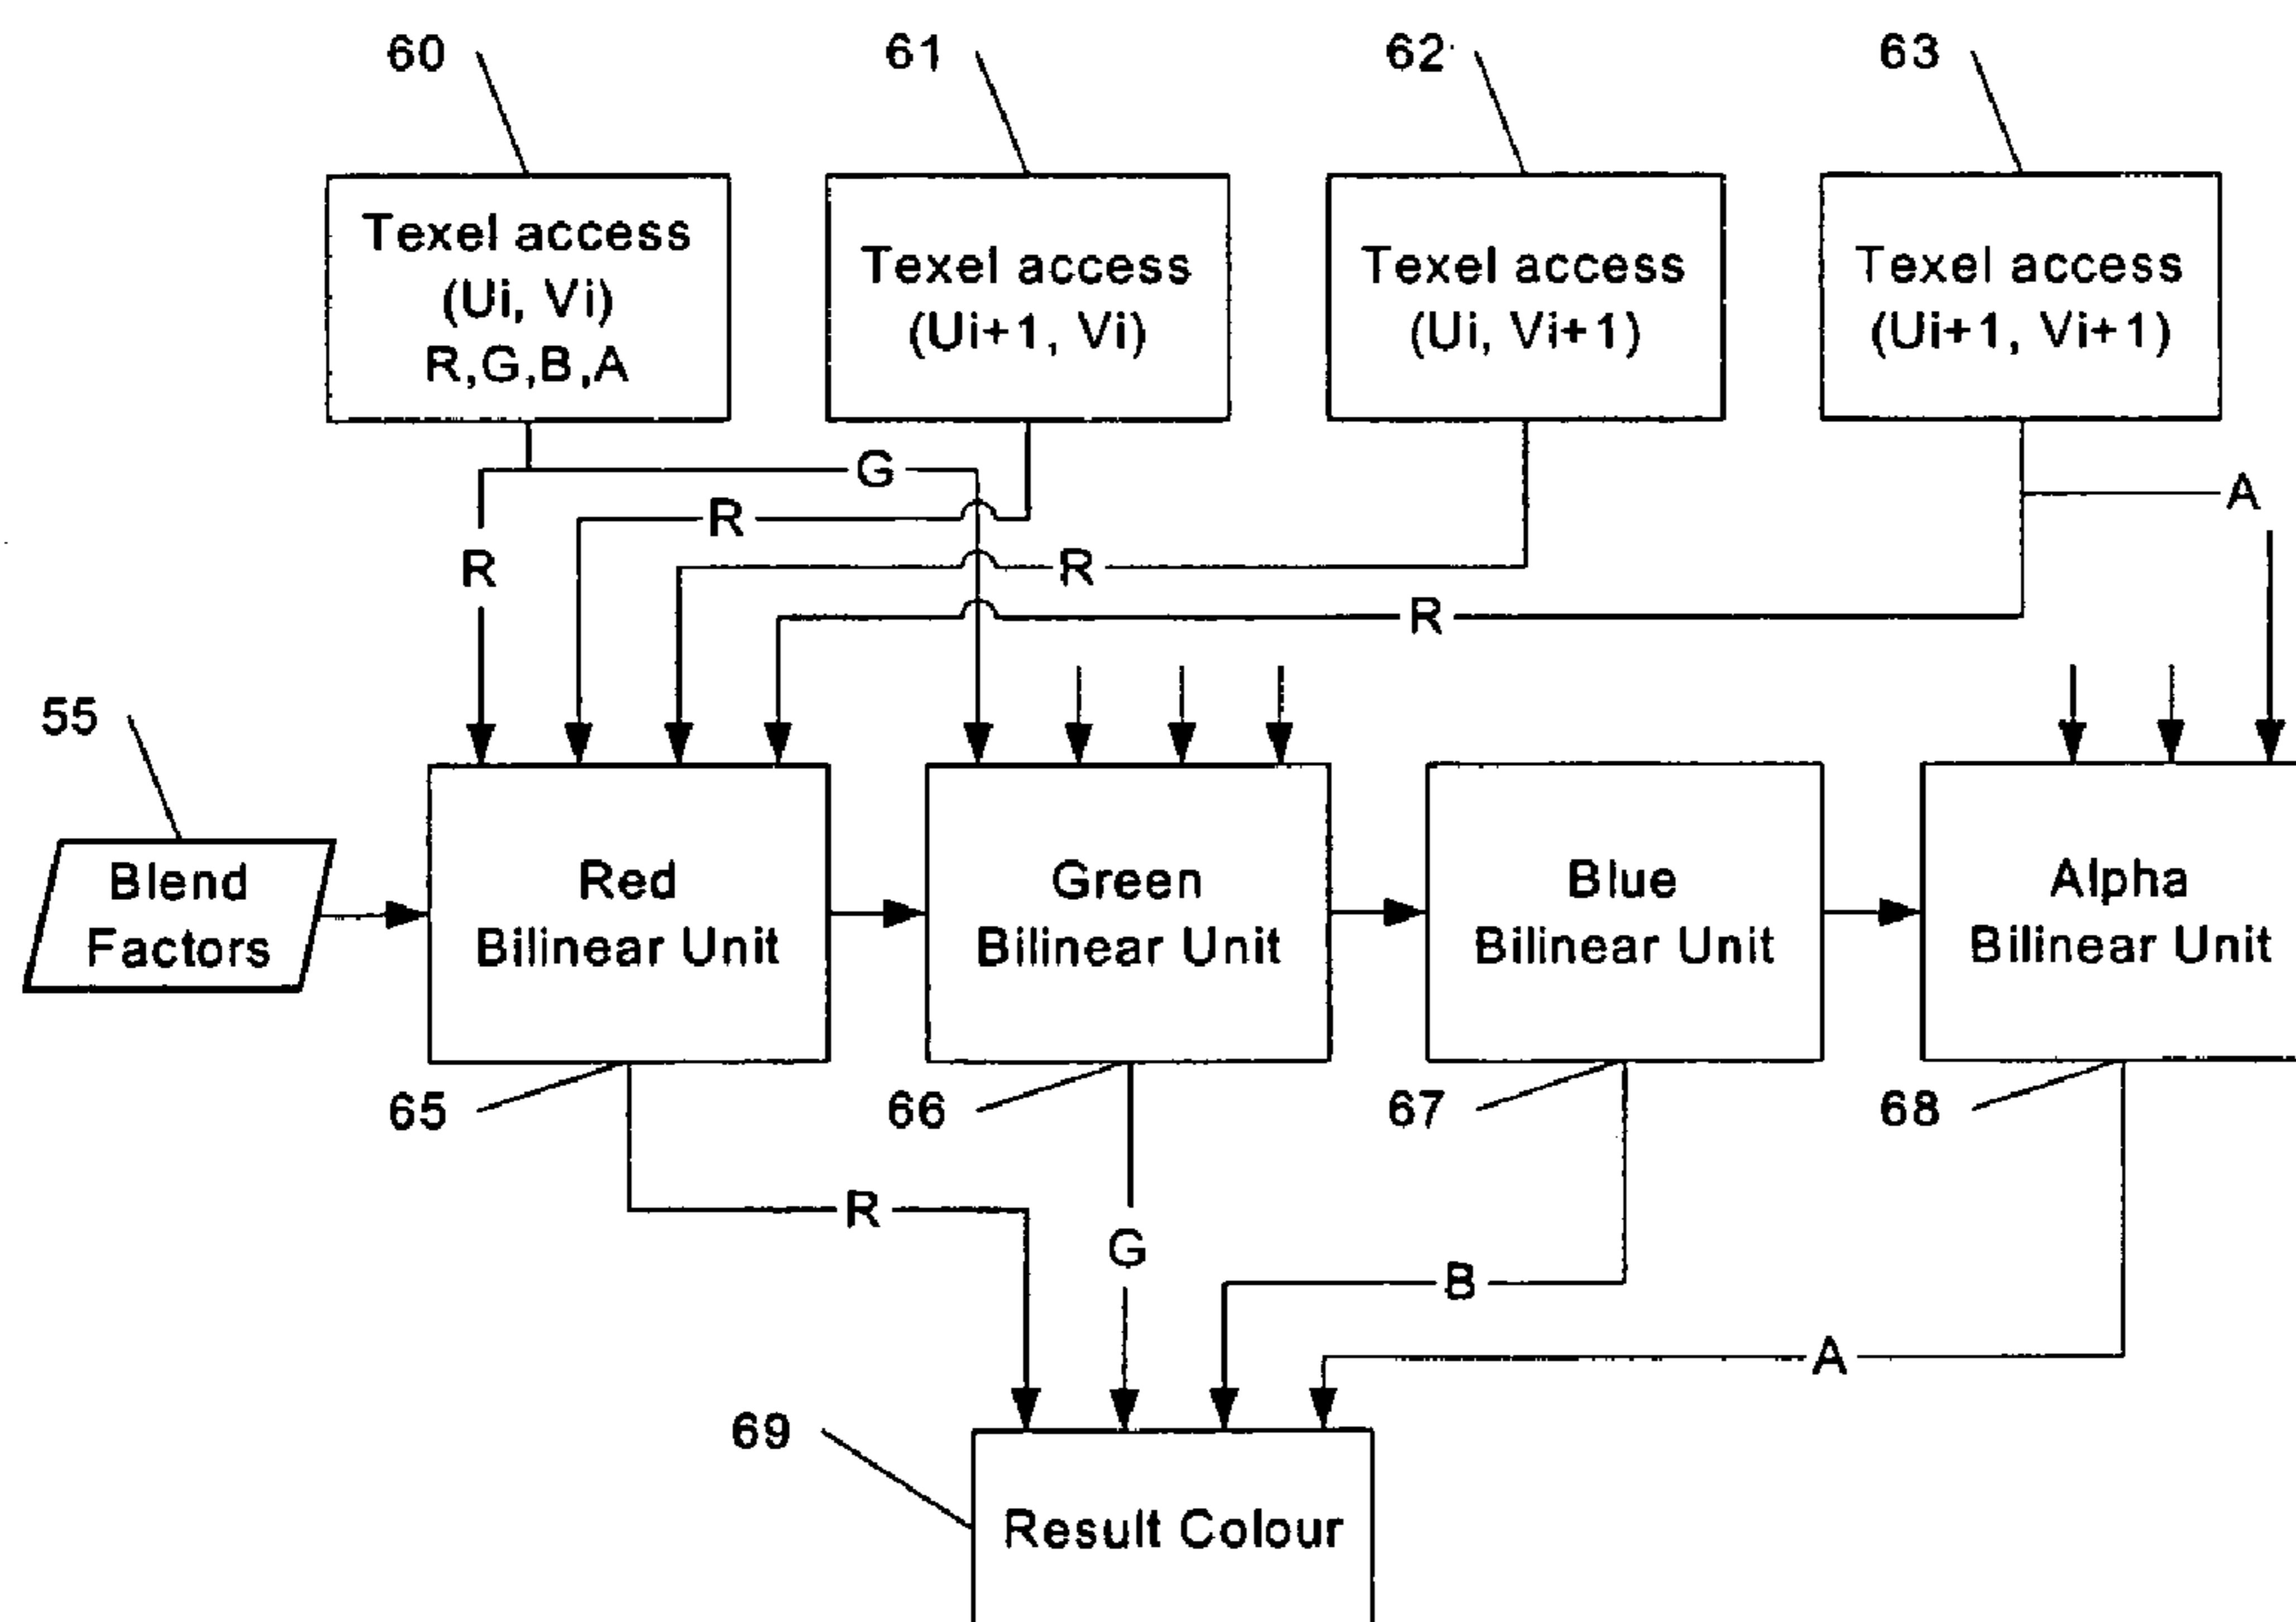 60
61
62
63
Texel access
(Ui, Vi)
R,G,B,A
Texel access
(Ui+1, Vi)
Texel access
(Ui, Vi+1)
Texel access
(Ui+1, Vi+1)
G
A
R
R
R
R
55
Blend
Factors
Red
Bilinear Unit
Green
Bilinear Unit
Blue
Bilinear Unit
Alpha
Bilinear Unit
65
66
67
68
R
G
B
A
69
Result Colour